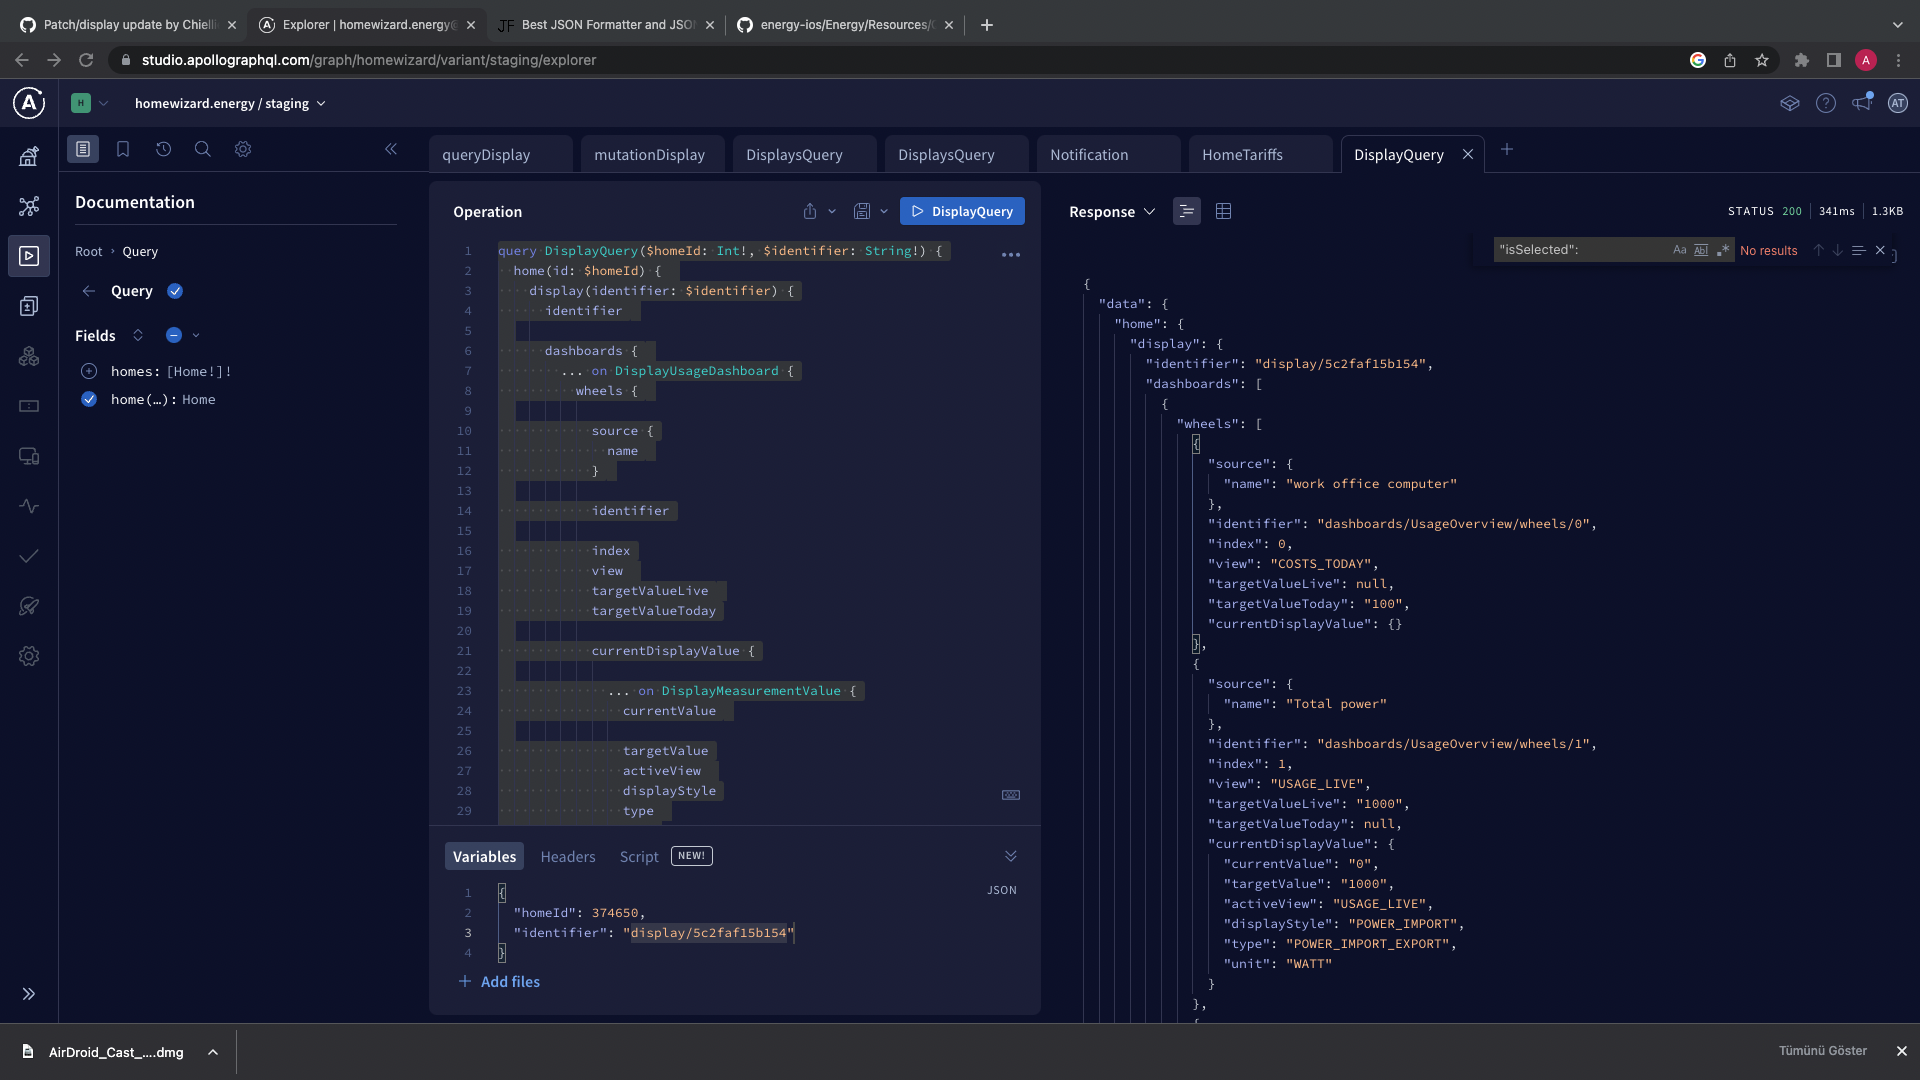 Patch/display update by Chielli
Explorer | homewizard.energy@
JF Best JSON Formatter and JSO
energy-ios/Energy/Resources/
studio.apollographql.com/graph/homewizard/variant/staging/explorer
A
A
H
homewizard.energy / staging
AT
queryDisplay
mutationDisplay
DisplaysQuery
DisplaysQuery
Notification
HomeTariffs
DisplayQuery
Documentation
Root › Query
Query
Fields
homes: [Home!]!
home(…): Home
Operation
DisplayQuery
1 query DisplayQuery($homeId: Int!, $identifier: String!) {
2 home(id: $homeId) {
3 display(identifier: $identifier) {
4 identifier
5
6 dashboards {
7 ... on DisplayUsageDashboard {
8 wheels {
9
10 source {
11 name
12 }
13
14 identifier
15
16 index
17 view
18 targetValueLive
19 targetValueToday
20
21 currentDisplayValue {
22
23 ... on DisplayMeasurementValue {
24 currentValue
25
26 targetValue
27 activeView
28 displayStyle
29 type
Variables Headers Script NEW!
JSON
1 {
2 "homeId": 374650,
3 "identifier": "display/5c2faf15b154"
4 }
Add files
Response
STATUS 200 341ms 1.3KB
"isSelected": Aa Abl .* No results
{
"data": {
"home": {
"display": {
"identifier": "display/5c2faf15b154",
"dashboards": [
{
"wheels": [
{
"source": {
"name": "work office computer"
},
"identifier": "dashboards/UsageOverview/wheels/0",
"index": 0,
"view": "COSTS_TODAY",
"targetValueLive": null,
"targetValueToday": "100",
"currentDisplayValue": {}
},
{
"source": {
"name": "Total power"
},
"identifier": "dashboards/UsageOverview/wheels/1",
"index": 1,
"view": "USAGE_LIVE",
"targetValueLive": "1000",
"targetValueToday": null,
"currentDisplayValue": {
"currentValue": "0",
"targetValue": "1000",
"activeView": "USAGE_LIVE",
"displayStyle": "POWER_IMPORT",
"type": "POWER_IMPORT_EXPORT",
"unit": "WATT"
}
},
{
AirDroid_Cast_....dmg
Tümünü Göster